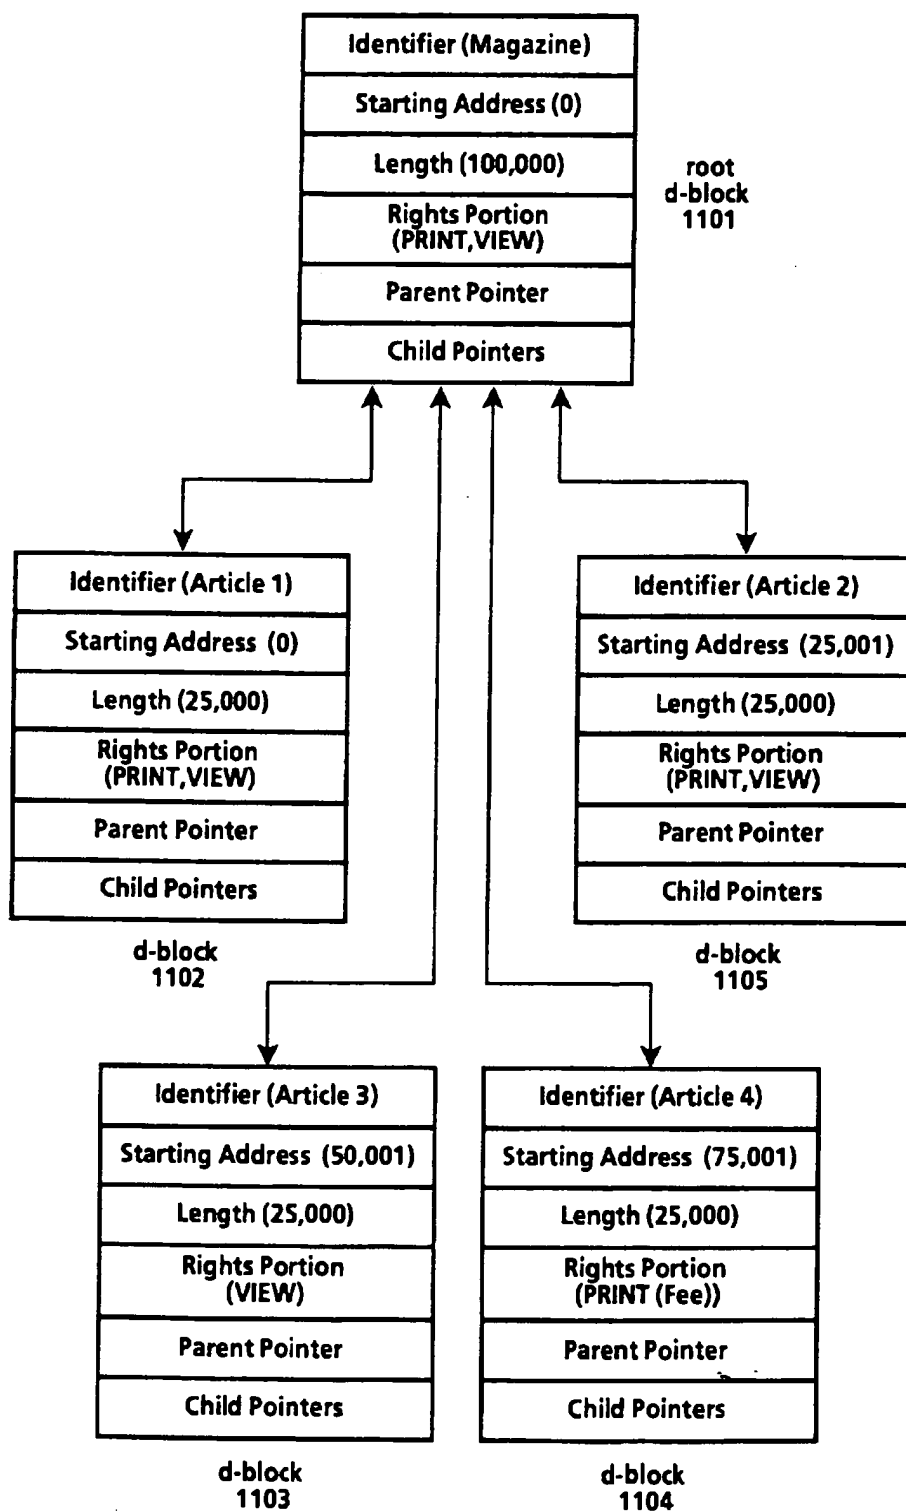 Identifier (Magazine)
Starting Address (0)
Length (100,000)
Rights Portion
(PRINT,VIEW)
Parent Pointer
Child Pointers
root
d-block
1101
Identifier (Article 1)
Starting Address (0)
Length (25,000)
Rights Portion
(PRINT,VIEW)
Parent Pointer
Child Pointers
d-block
1102
Identifier (Article 2)
Starting Address (25,001)
Length (25,000)
Rights Portion
(PRINT,VIEW)
Parent Pointer
Child Pointers
d-block
1105
Identifier (Article 3)
Starting Address (50,001)
Length (25,000)
Rights Portion
(VIEW)
Parent Pointer
Child Pointers
d-block
1103
Identifier (Article 4)
Starting Address (75,001)
Length (25,000)
Rights Portion
(PRINT (Fee))
Parent Pointer
Child Pointers
d-block
1104